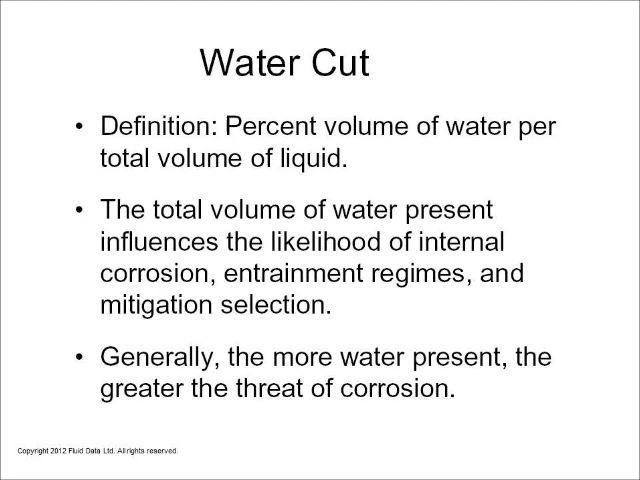 Water Cut
• Definition: Percent volume of water per
total volume of liquid.
• The total volume of water present
influences the likelihood of internal
corrosion, entrainment regimes, and
mitigation selection.
• Generally, the more water present, the
greater the threat of corrosion.
Copyright 2012 Fluid Data Ltd. All rights reserved.